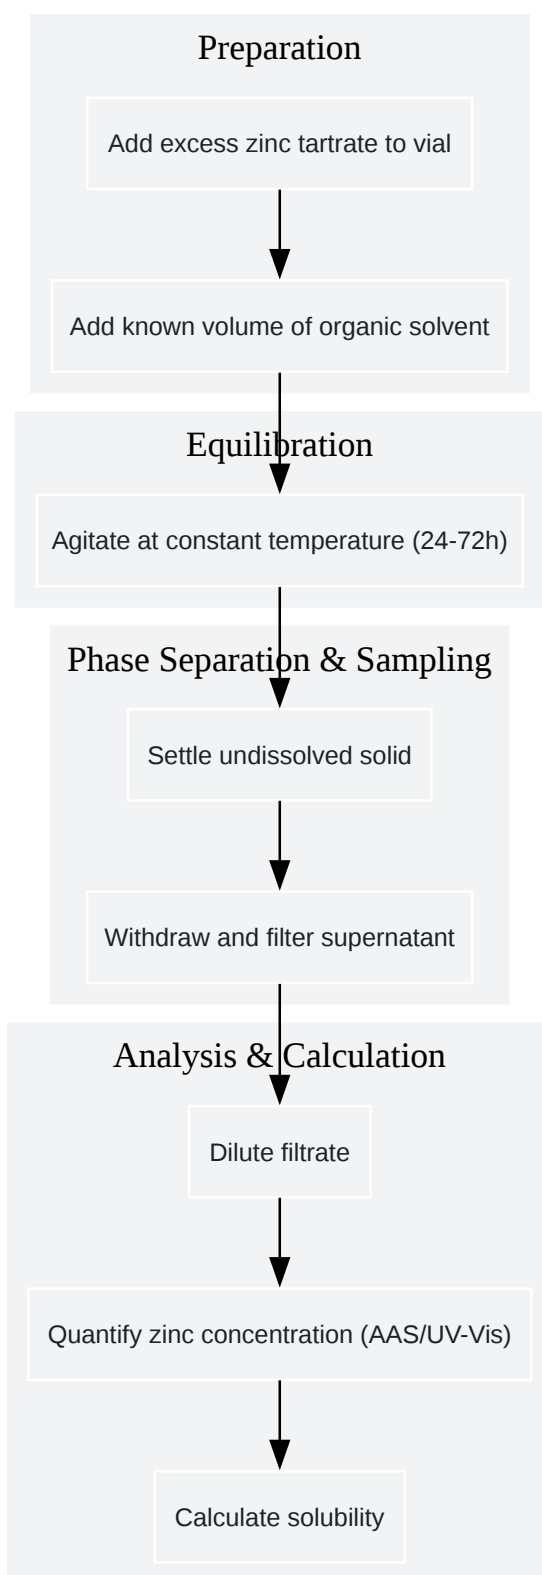 Preparation
Add excess zinc tartrate to vial
Add known volume of organic solvent
Equilibration
Agitate at constant temperature (24-72h)
Phase Separation & Sampling
Settle undissolved solid
Withdraw and filter supernatant
Analysis & Calculation
Dilute filtrate
Quantify zinc concentration (AAS/UV-Vis)
Calculate solubility